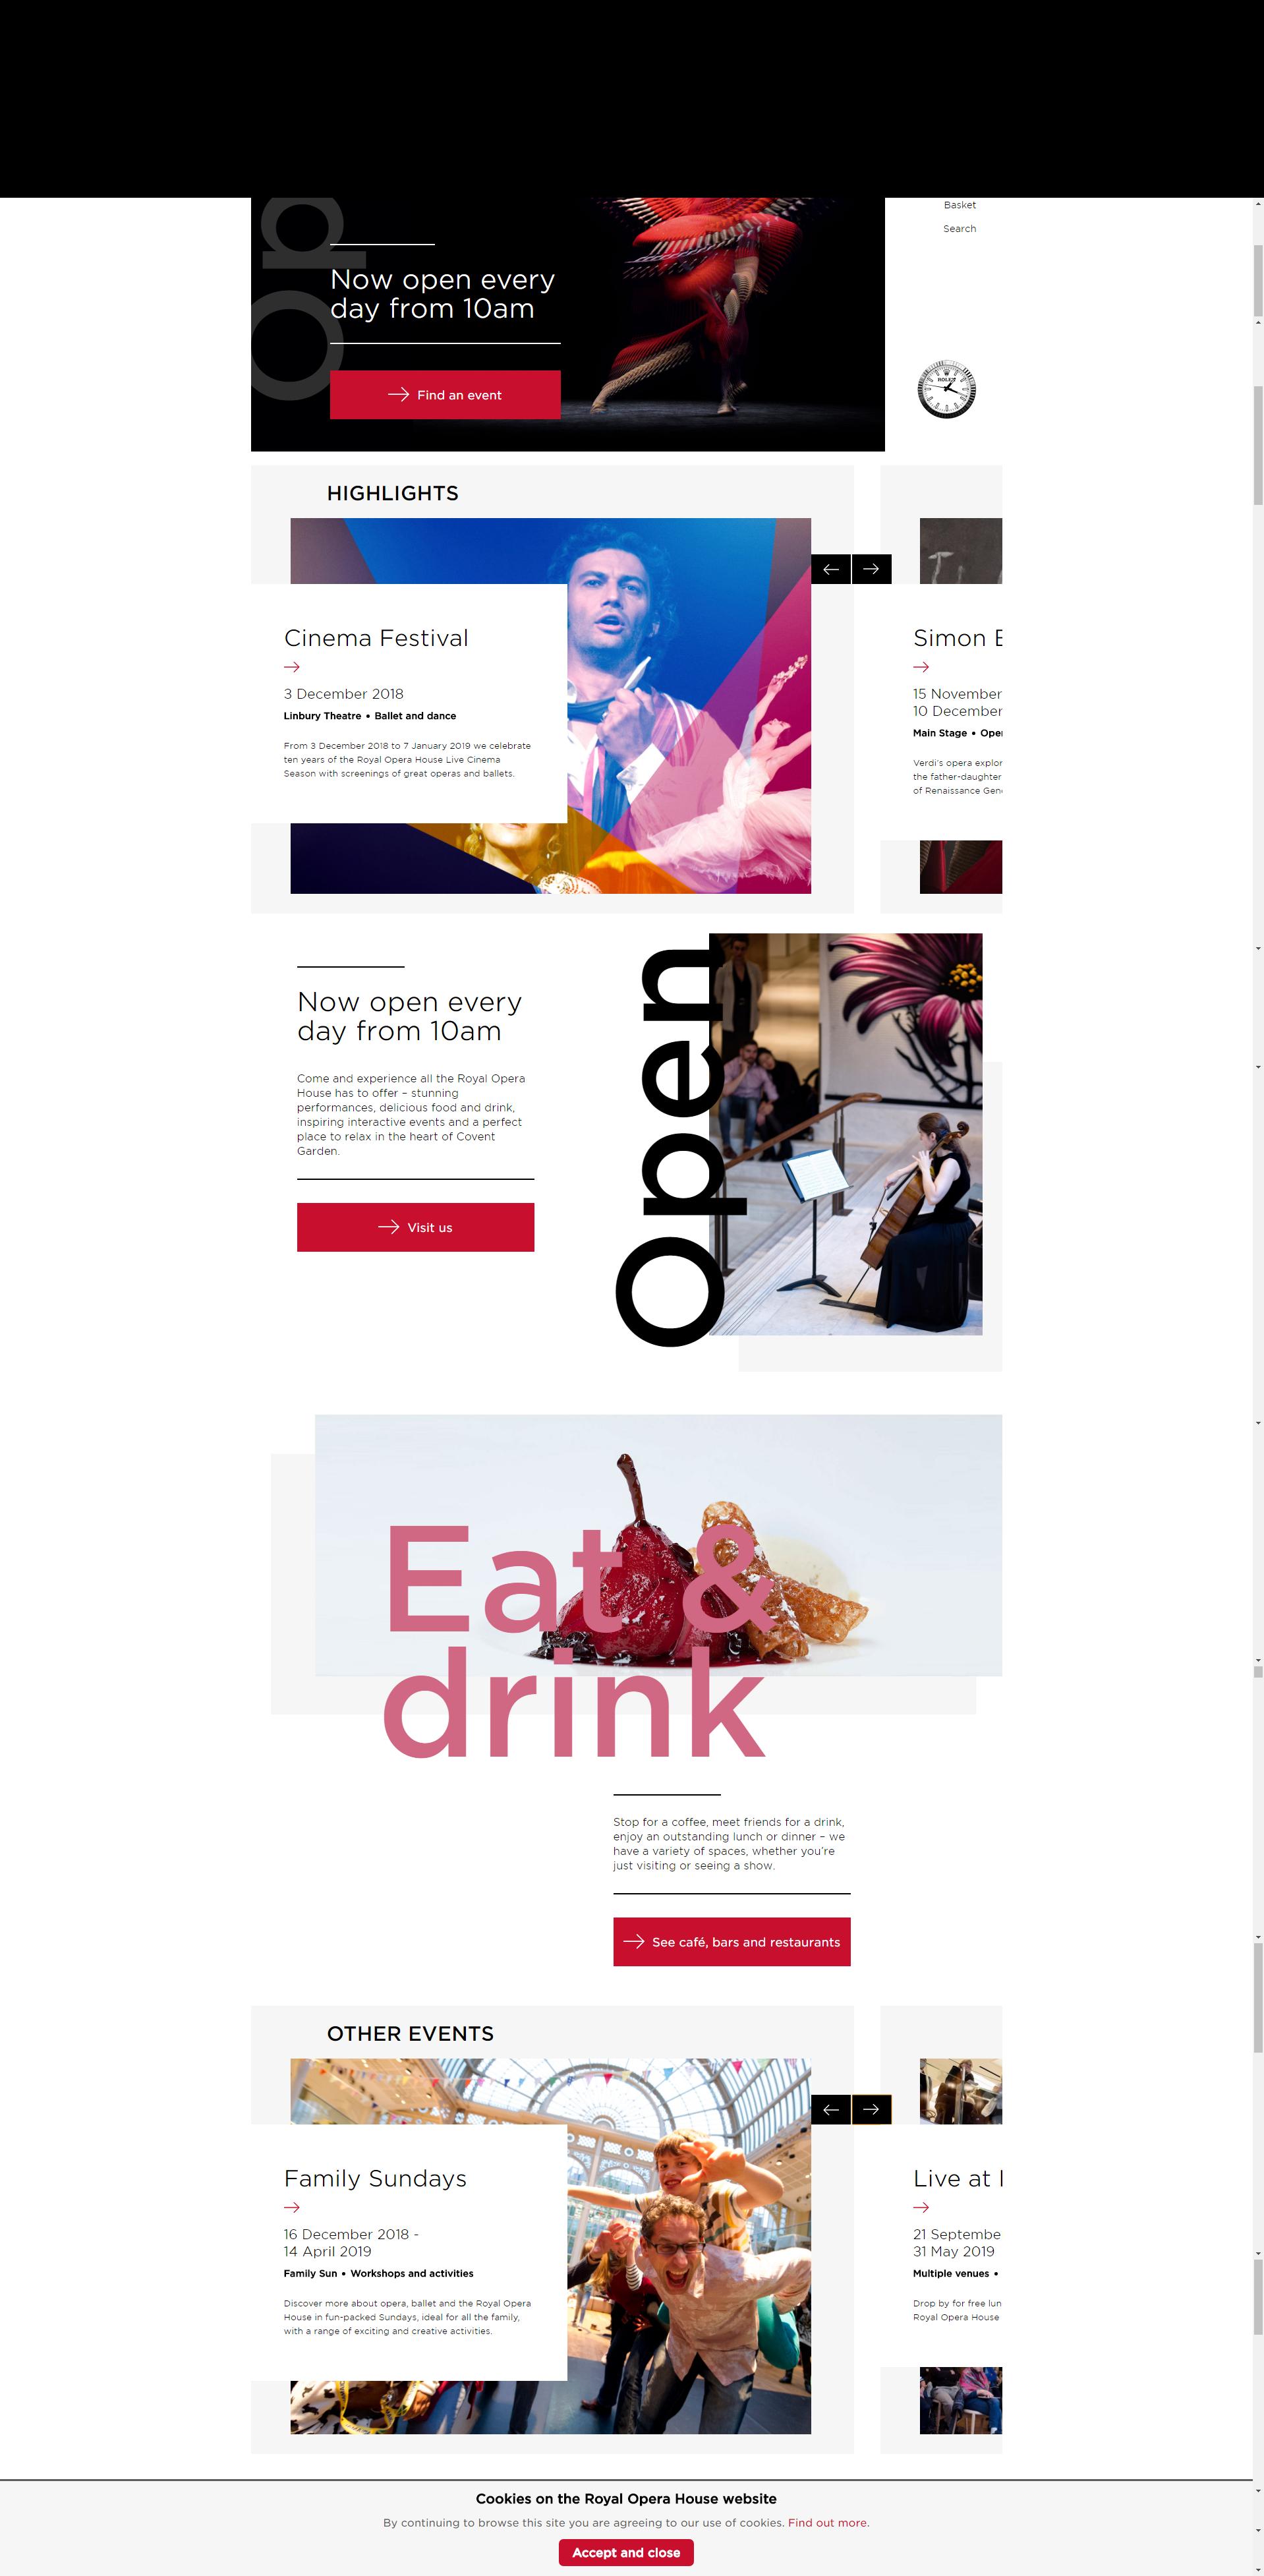 Basket
Search
Op
Now open every
day from 10am
Find an event
ROLEX
HIGHLIGHTS
Cinema Festival
3 December 2018
Linbury Theatre • Ballet and dance
From 3 December 2018 to 7 January 2019 we celebrate
ten years of the Royal Opera House Live Cinema
Season with screenings of great operas and ballets.
Simon B
15 November
10 December
Main Stage • Oper
Verdi's opera explor
the father-daughter
of Renaissance Geno
Now open every
day from 10am
Come and experience all the Royal Opera
House has to offer – stunning
performances, delicious food and drink,
inspiring interactive events and a perfect
place to relax in the heart of Covent
Garden.
Visit us
Open
Eat &
drink
Stop for a coffee, meet friends for a drink,
enjoy an outstanding lunch or dinner – we
have a variety of spaces, whether you're
just visiting or seeing a show.
See café, bars and restaurants
OTHER EVENTS
Family Sundays
16 December 2018 -
14 April 2019
Family Sun • Workshops and activities
Discover more about opera, ballet and the Royal Opera
House in fun-packed Sundays, ideal for all the family,
with a range of exciting and creative activities.
Live at
21 Septembe
31 May 2019
Multiple venues •
Drop by for free lun
Royal Opera House
Cookies on the Royal Opera House website
By continuing to browse this site you are agreeing to our use of cookies. Find out more.
Accept and close